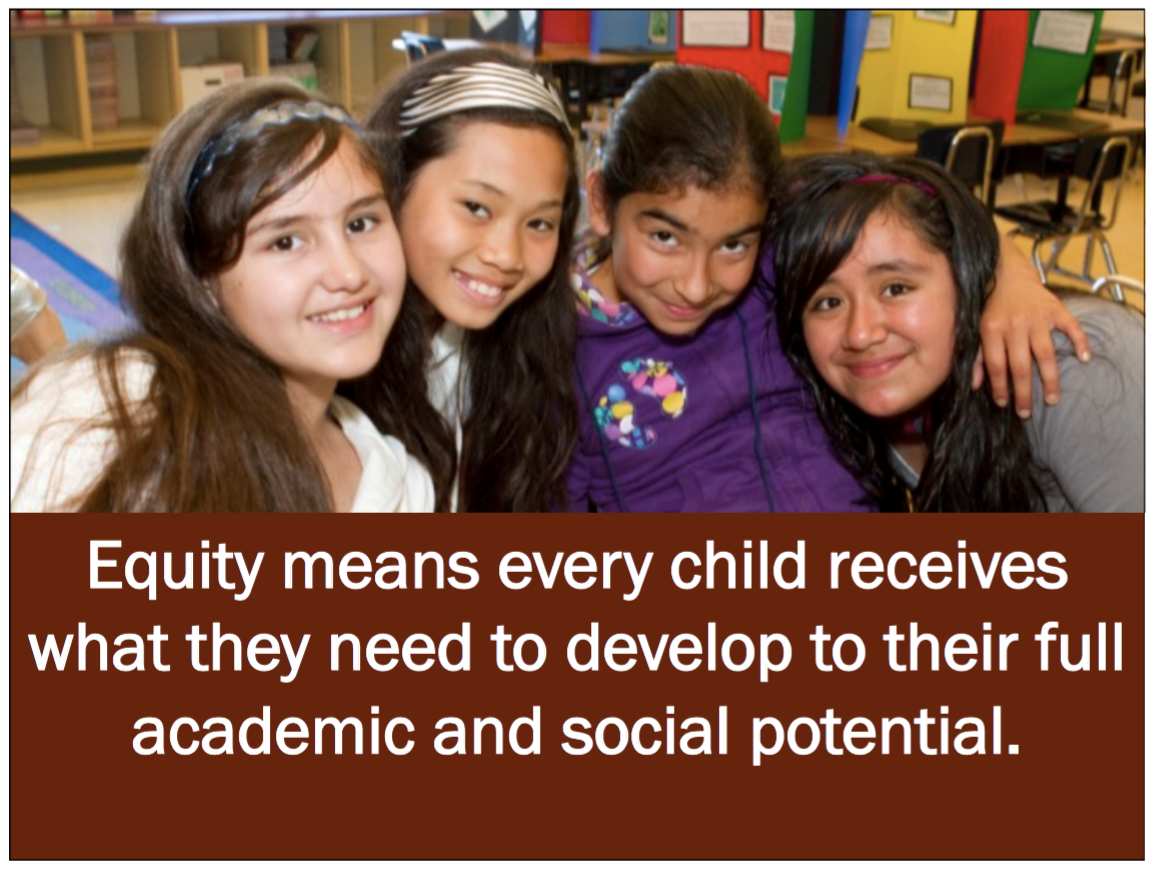 Equity means every child receives
what they need to develop to their full
academic and social potential.